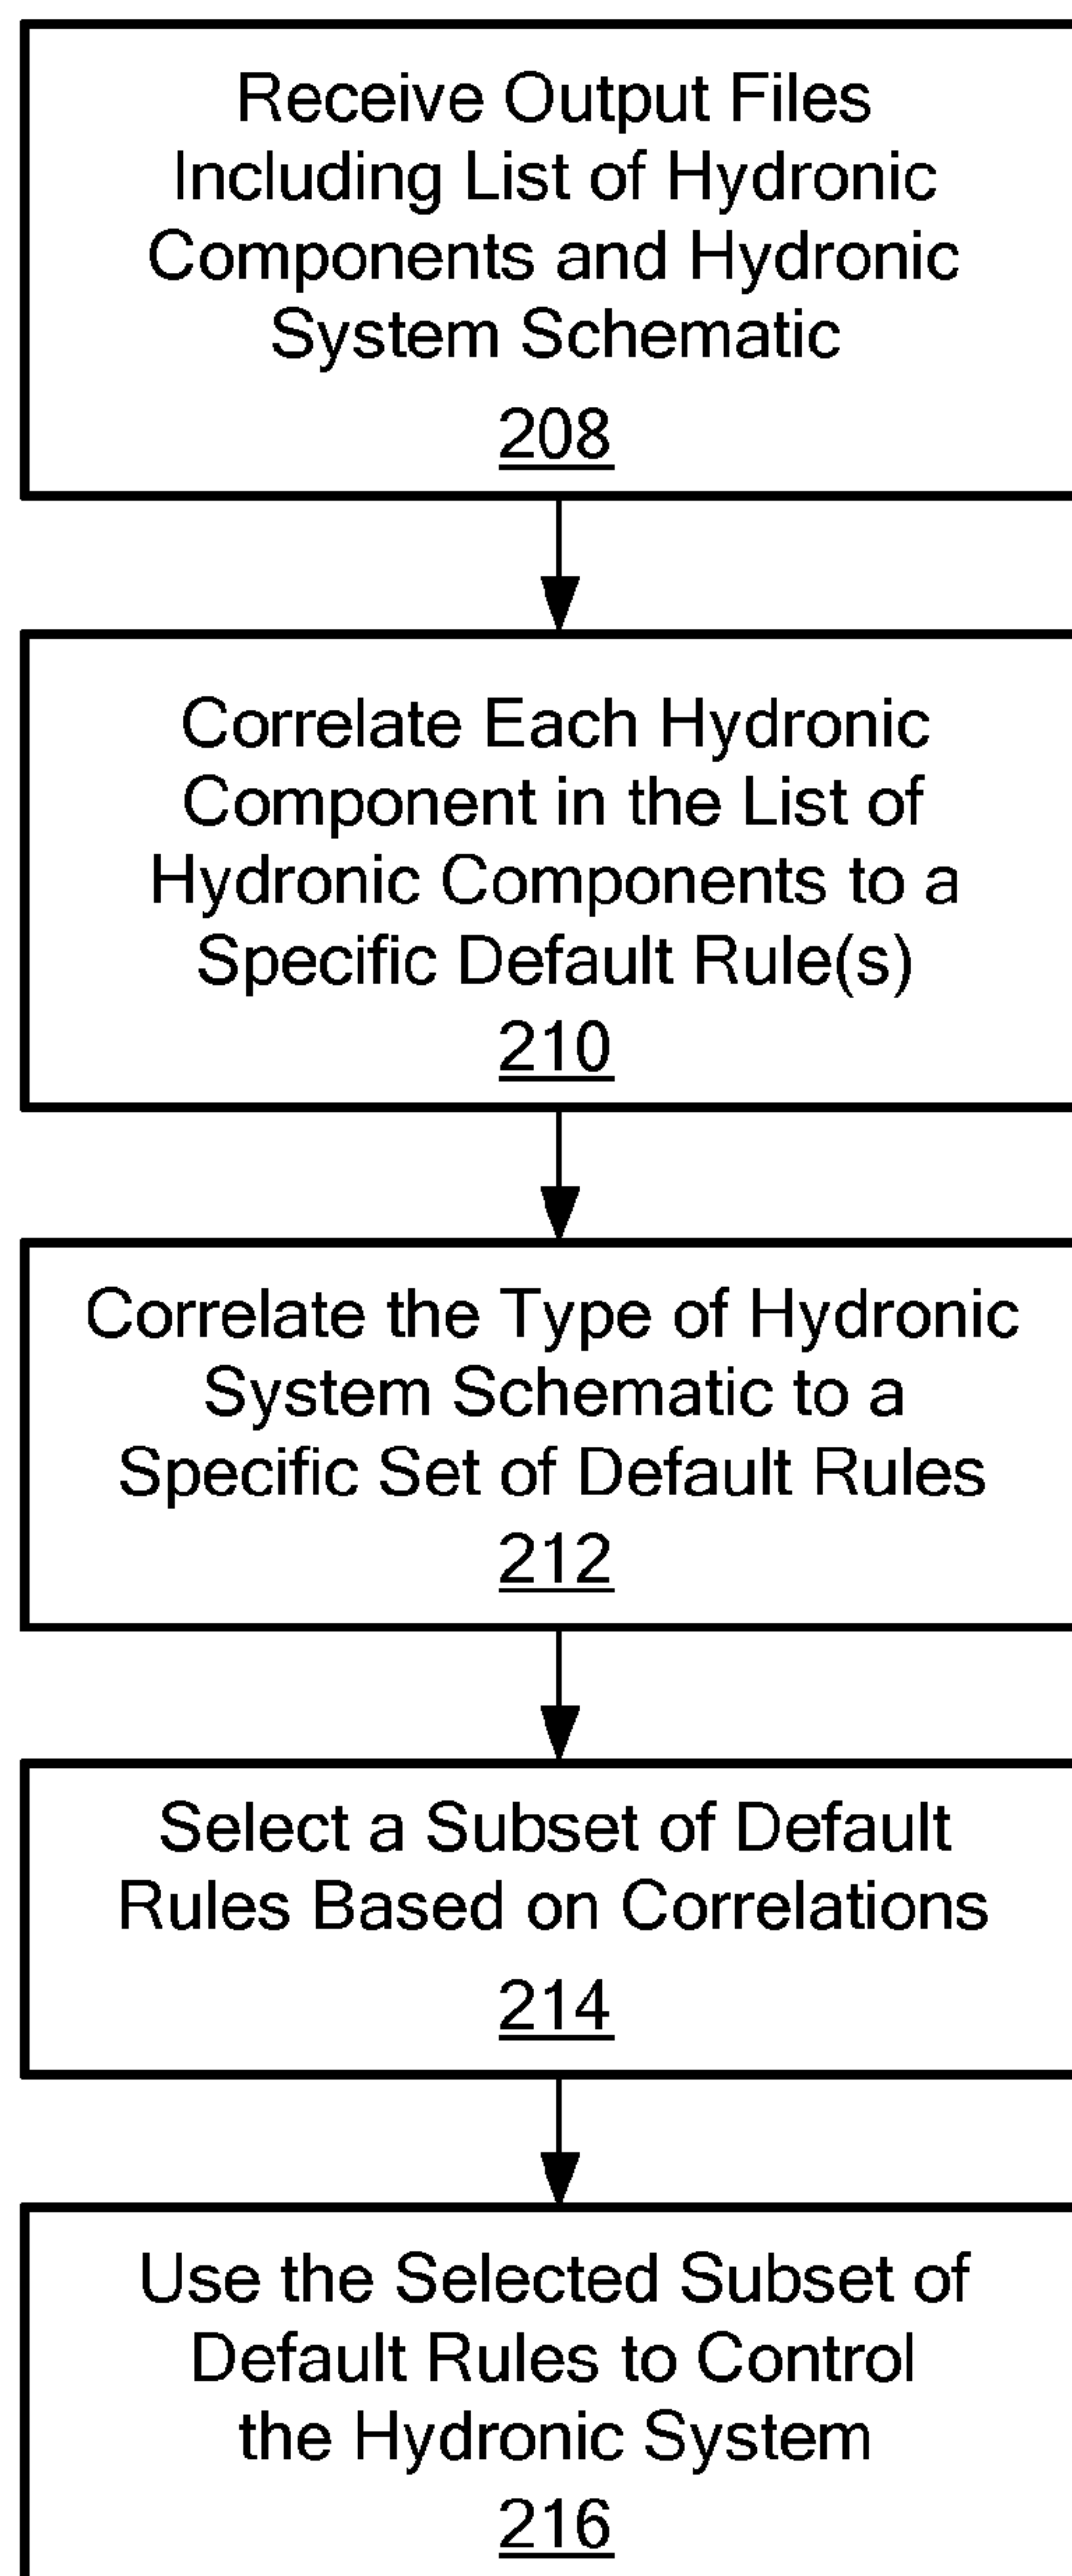 Receive Output Files
Including List of Hydronic
Components and Hydronic
System Schematic
208
Correlate Each Hydronic
Component in the List of
Hydronic Components to a
Specific Default Rule(s)
210
Correlate the Type of Hydronic
System Schematic to a
Specific Set of Default Rules
212
Select a Subset of Default
Rules Based on Correlations
214
Use the Selected Subset of
Default Rules to Control
the Hydronic System
216